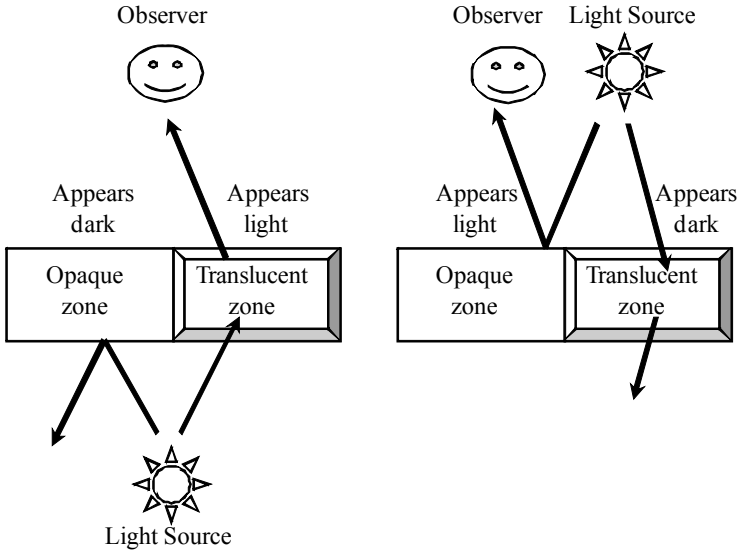 Observer
Appears
dark
Appears
light
Opaque
zone
Translucent
zone
Light Source
Observer
Light Source
Appears
light
Appears
dark
Opaque
zone
Translucent
zone